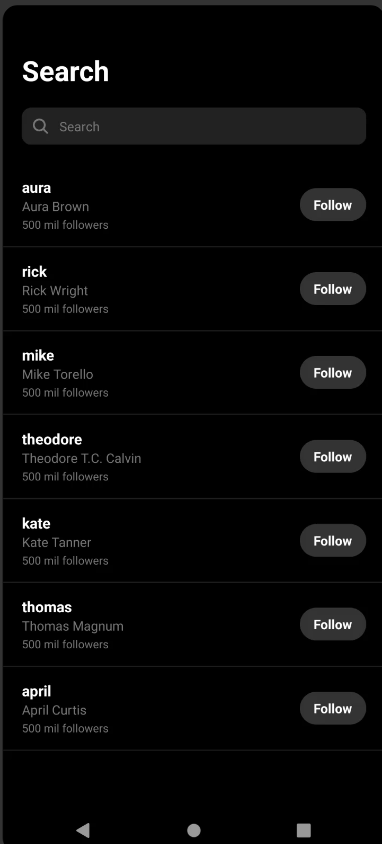 Search
Search
aura
Aura Brown
500 mil followers
Follow
rick
Rick Wright
500 mil followers
Follow
mike
Mike Torello
500 mil followers
Follow
theodore
Theodore T.C. Calvin
500 mil followers
Follow
kate
Kate Tanner
500 mil followers
Follow
thomas
Thomas Magnum
500 mil followers
Follow
april
April Curtis
500 mil followers
Follow